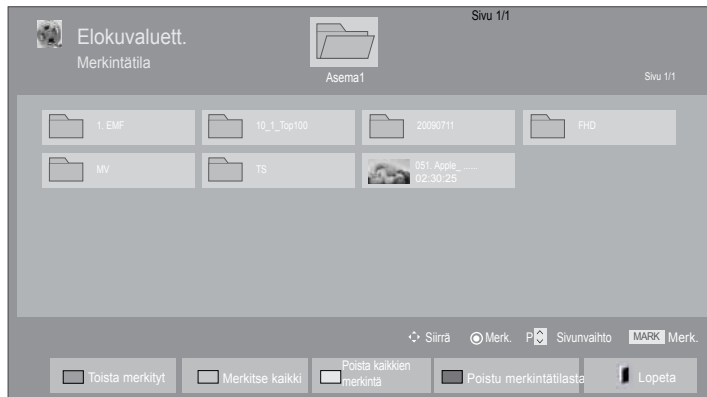 Sivu 1/1
Elokuvaluett.
Merkintätila
Asema1
Sivu 1/1
1. EMF
10_1_Top100
20090711
FHD
MV
TS
051. Apple_ ......
02:30:25
Siirrä
Merk.
P
Sivunvaihto
MARK Merk.
Toista merkityt
Merkitse kaikki
Poista kaikkien
merkintä
Poistu merkintätilasta
Lopeta